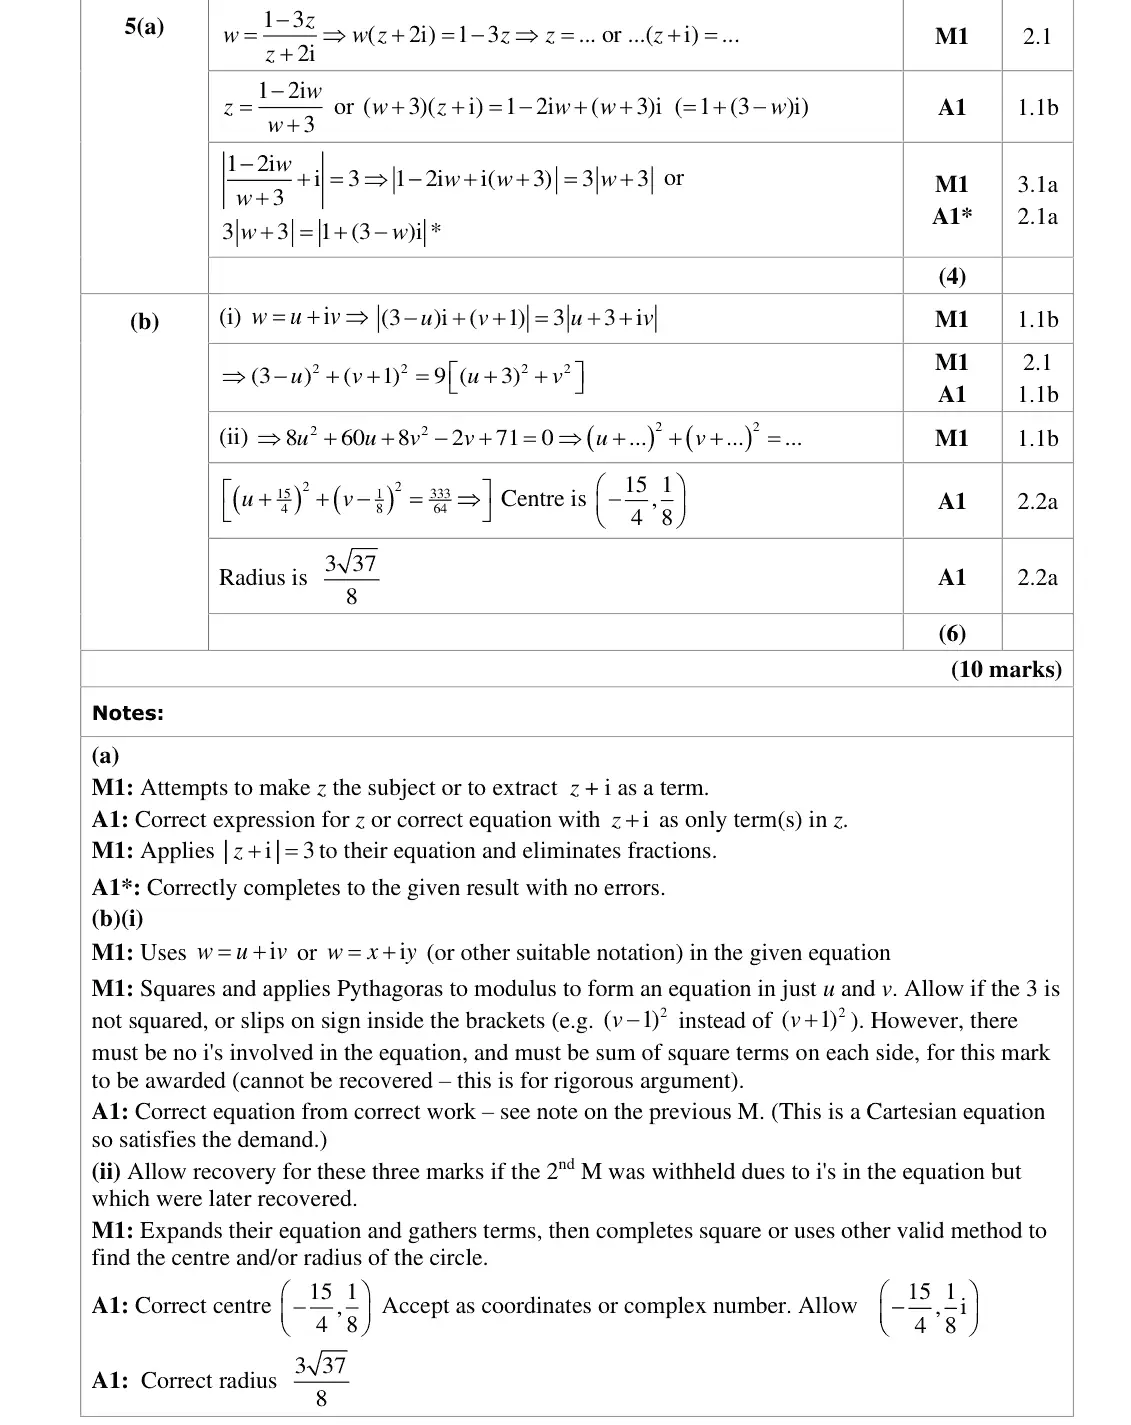 5(a) w = (1 − 3z)/(z + 2i) ⇒ w(z + 2i) = 1 − 3z ⇒ z = ... or ...(z + i) = ... M1 2.1
z = (1 − 2iw)/(w + 3) or (w + 3)(z + i) = 1 − 2iw + (w + 3)i (= 1 + (3 − w)i) A1 1.1b
|(1 − 2iw)/(w + 3) + i| = 3 ⇒ |1 − 2iw + i(w + 3)| = 3|w + 3| or M1 3.1a
3|w + 3| = |1 + (3 − w)i| * A1* 2.1a
(4)
(b) (i) w = u + iv ⇒ |(3 − u)i + (v + 1)| = 3|u + 3 + iv| M1 1.1b
⇒ (3 − u)² + (v + 1)² = 9[(u + 3)² + v²] M1 A1 2.1 1.1b
(ii) ⇒ 8u² + 60u + 8v² − 2v + 71 = 0 ⇒ (u + ...)² + (v + ...)² = ... M1 1.1b
[(u + 15/4)² + (v − 1/8)² = 333/64 ⇒] Centre is (−15/4, 1/8) A1 2.2a
Radius is 3√37/8 A1 2.2a
(6)
(10 marks)
Notes:
(a)
M1: Attempts to make z the subject or to extract z + i as a term.
A1: Correct expression for z or correct equation with z + i as only term(s) in z.
M1: Applies |z + i| = 3 to their equation and eliminates fractions.
A1*: Correctly completes to the given result with no errors.
(b)(i)
M1: Uses w = u + iv or w = x + iy (or other suitable notation) in the given equation
M1: Squares and applies Pythagoras to modulus to form an equation in just u and v. Allow if the 3 is
not squared, or slips on sign inside the brackets (e.g. (v − 1)² instead of (v + 1)²). However, there
must be no i's involved in the equation, and must be sum of square terms on each side, for this mark
to be awarded (cannot be recovered – this is for rigorous argument).
A1: Correct equation from correct work – see note on the previous M. (This is a Cartesian equation
so satisfies the demand.)
(ii) Allow recovery for these three marks if the 2nd M was withheld dues to i's in the equation but
which were later recovered.
M1: Expands their equation and gathers terms, then completes square or uses other valid method to
find the centre and/or radius of the circle.
A1: Correct centre (−15/4, 1/8) Accept as coordinates or complex number. Allow (−15/4, 1/8 i)
A1: Correct radius 3√37/8